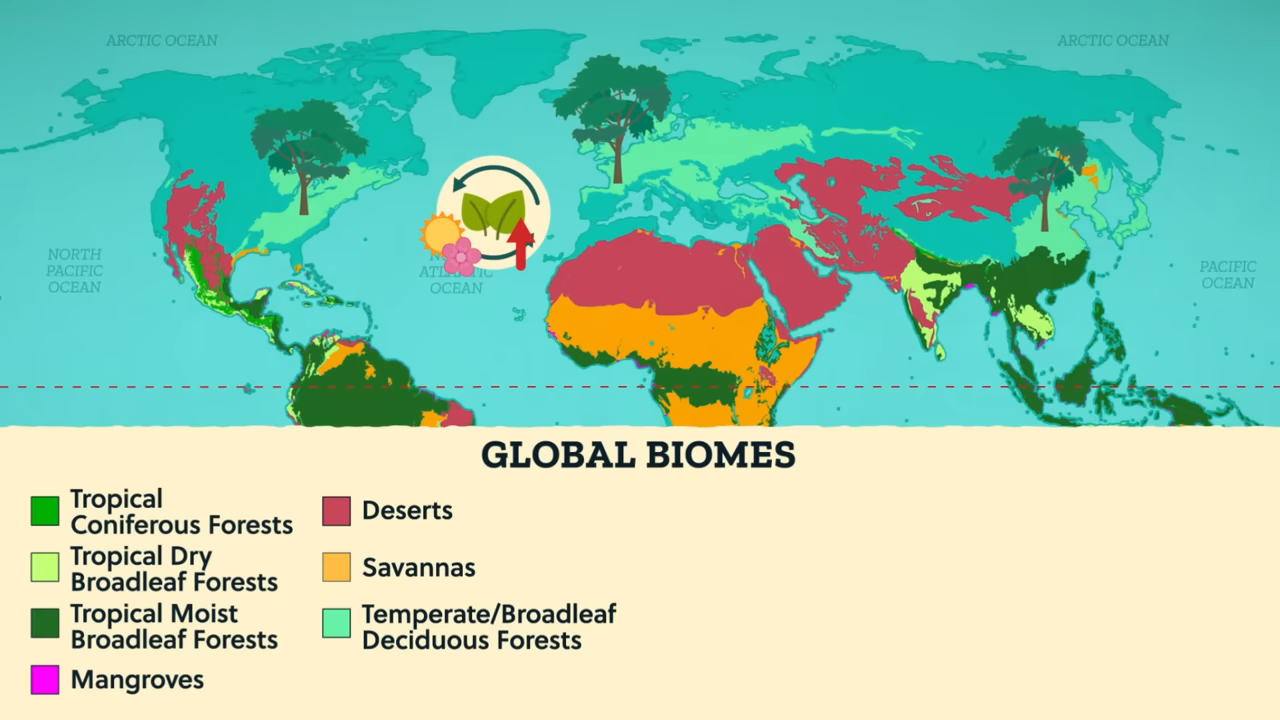 ARCTIC OCEAN
ARCTIC OCEAN
NORTH
PACIFIC
OCEAN
OCEAN
PACIFIC
OCEAN
GLOBAL BIOMES
Tropical
Coniferous Forests
Tropical Dry
Broadleaf Forests
Tropical Moist
Broadleaf Forests
Mangroves
Deserts
Savannas
Temperate/Broadleaf
Deciduous Forests